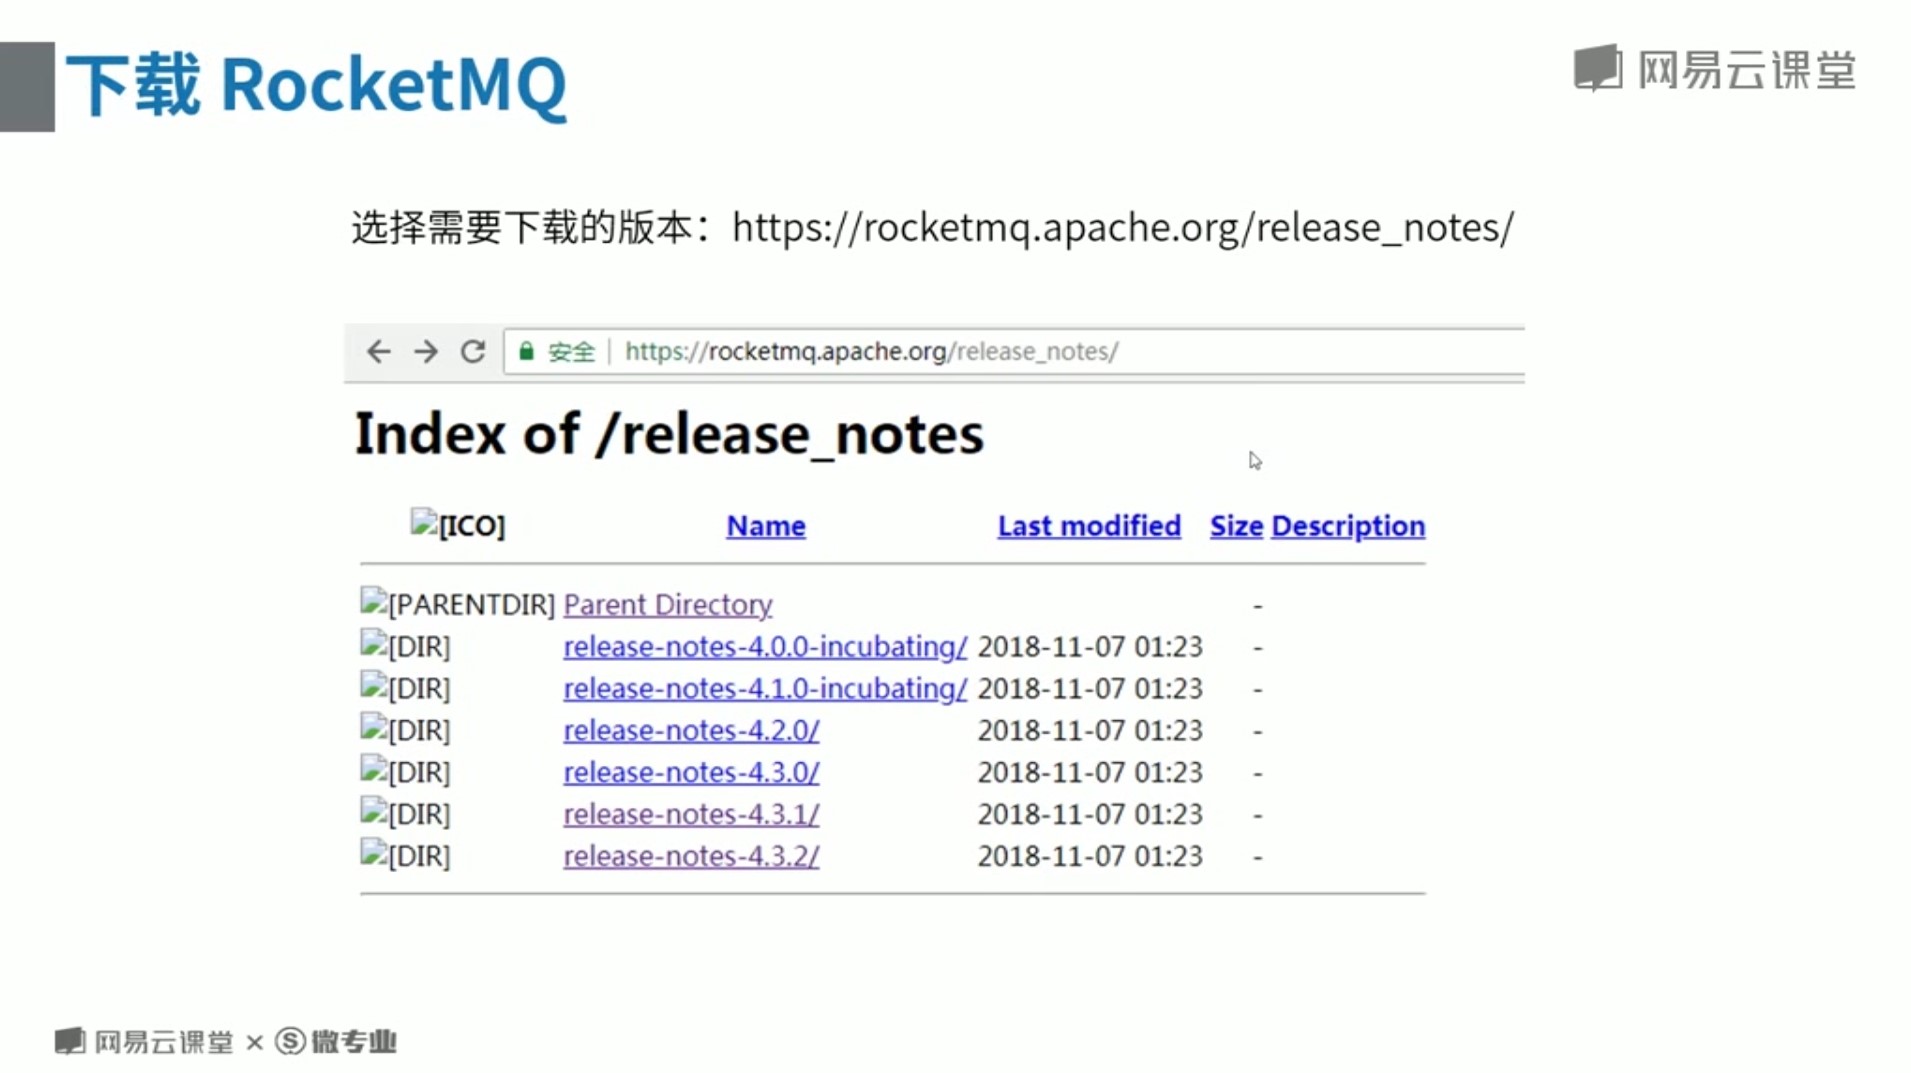 下载 RocketMQ
网易云课堂
选择需要下载的版本：https://rocketmq.apache.org/release_notes/
安全 | https://rocketmq.apache.org/release_notes/
Index of /release_notes
[ICO] Name Last modified Size Description
[PARENTDIR] Parent Directory -
[DIR] release-notes-4.0.0-incubating/ 2018-11-07 01:23 -
[DIR] release-notes-4.1.0-incubating/ 2018-11-07 01:23 -
[DIR] release-notes-4.2.0/ 2018-11-07 01:23 -
[DIR] release-notes-4.3.0/ 2018-11-07 01:23 -
[DIR] release-notes-4.3.1/ 2018-11-07 01:23 -
[DIR] release-notes-4.3.2/ 2018-11-07 01:23 -
网易云课堂 × 微专业